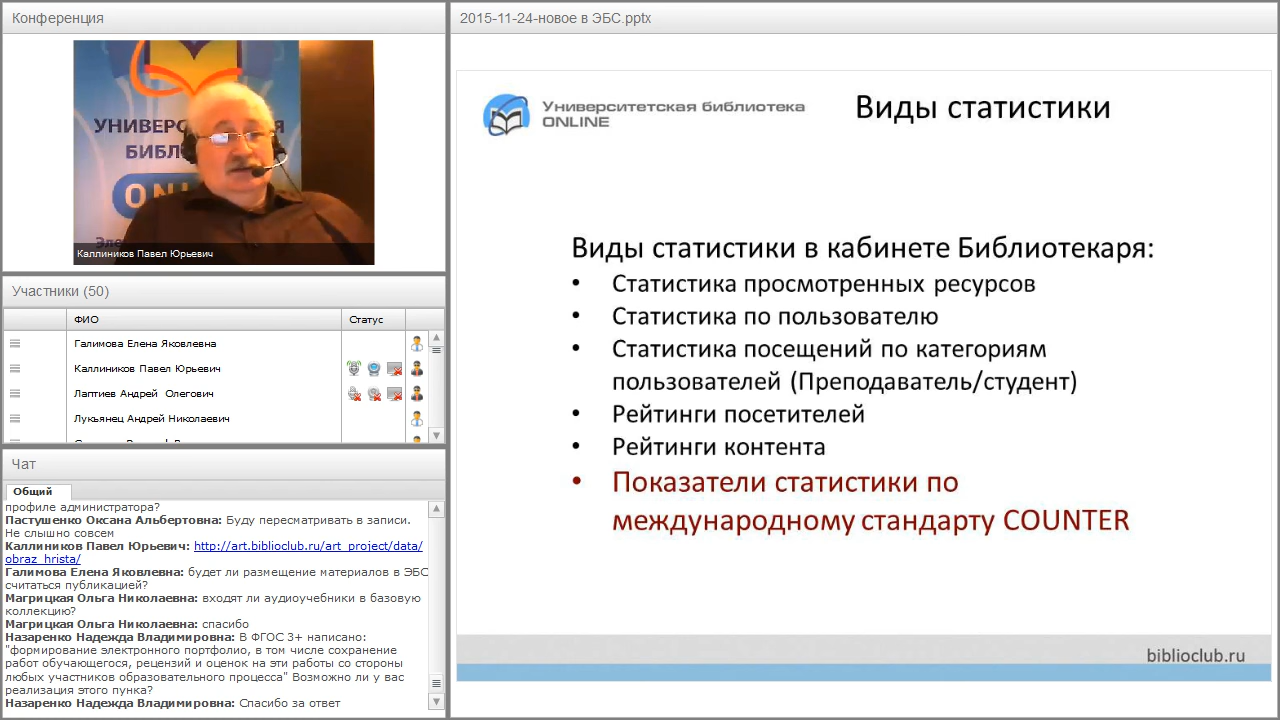 Конференция
УНИВЕРС
БИБЛ
ONL
Каллиников Павел Юрьевич
Участники (50)
ФИО Статус
Галимова Елена Яковлевна
Каллиников Павел Юрьевич
Лаптиев Андрей Олегович
Лукьянец Андрей Николаевич
Чат
Общий
профиле администратора?
Пастушенко Оксана Альбертовна: Буду пересматривать в записи.
Не слышно совсем
Каллиников Павел Юрьевич: http://art.biblioclub.ru/art_project/data/
obraz_hrista/
Галимова Елена Яковлевна: будет ли размещение материалов в ЭБС
считаться публикацией?
Магрицкая Ольга Николаевна: входят ли аудиоучебники в базовую
коллекцию?
Магрицкая Ольга Николаевна: спасибо
Назаренко Надежда Владимировна: В ФГОС 3+ написано:
"формирование электронного портфолио, в том числе сохранение
работ обучающегося, рецензий и оценок на эти работы со стороны
любых участников образовательного процесса" Возможно ли у вас
реализация этого пунка?
Назаренко Надежда Владимировна: Спасибо за ответ
2015-11-24-новое в ЭБС.pptx
Университетская библиотека
ONLINE
Виды статистики
Виды статистики в кабинете Библиотекаря:
• Статистика просмотренных ресурсов
• Статистика по пользователю
• Статистика посещений по категориям
пользователей (Преподаватель/студент)
• Рейтинги посетителей
• Рейтинги контента
• Показатели статистики по
международному стандарту COUNTER
biblioclub.ru